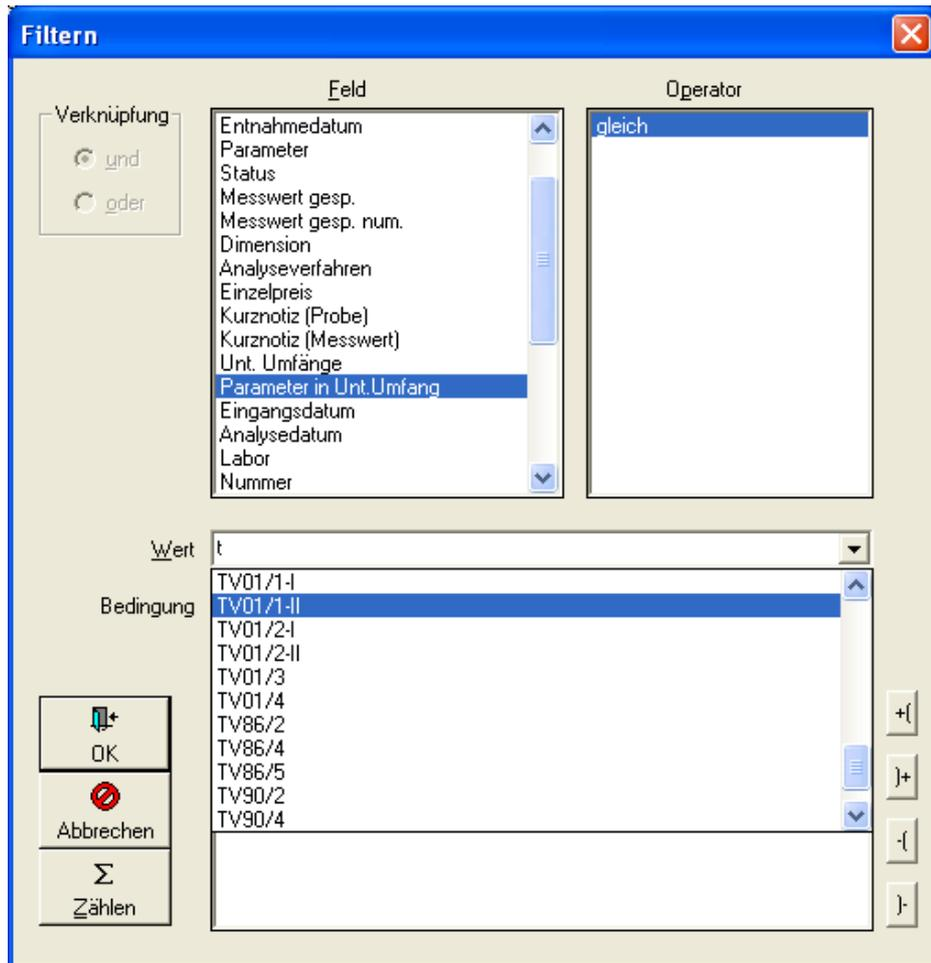 Filtern
Feld
Operator
Verknüpfung
und
oder
Entnahmedatum
Parameter
Status
Messwert gesp.
Messwert gesp. num.
Dimension
Analyseverfahren
Einzelpreis
Kurznotiz (Probe)
Kurznotiz (Messwert)
Unt. Umfänge
Parameter in Unt.Umfang
Eingangsdatum
Analysedatum
Labor
Nummer
gleich
Wert t
Bedingung
TV01/1-I
TV01/1-II
TV01/2-I
TV01/2-II
TV01/3
TV01/4
TV86/2
TV86/4
TV86/5
TV90/2
TV90/4
OK
Abbrechen
Σ
Zählen
+(
)+
-(
)-